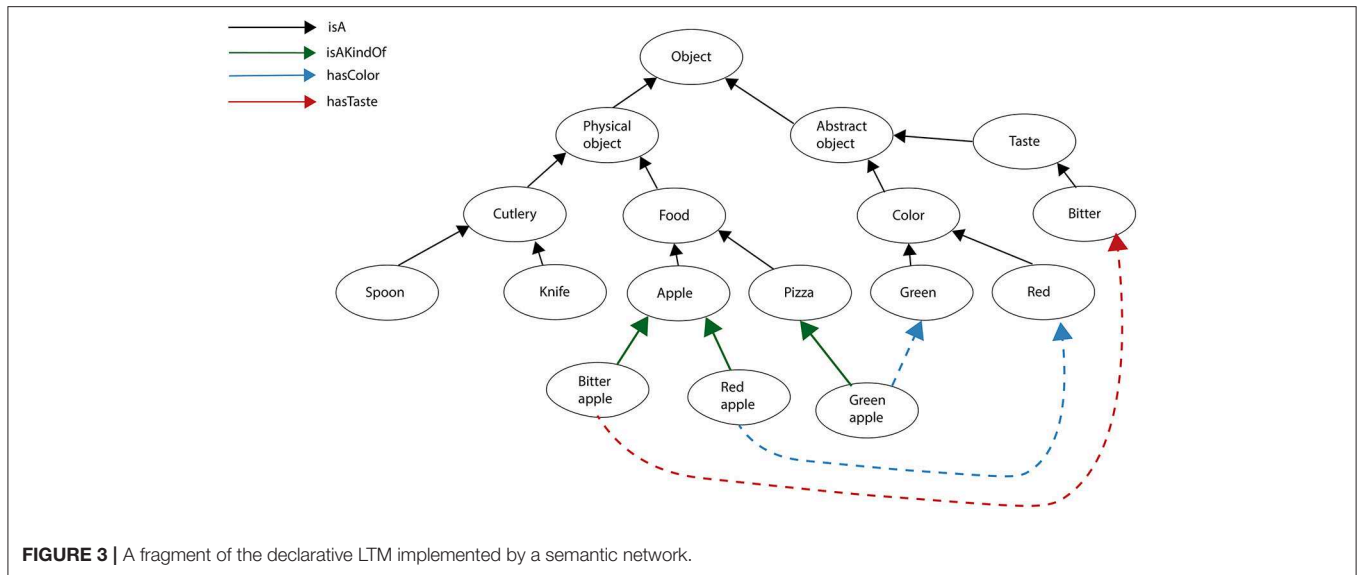 isA
isAKindOf
hasColor
hasTaste
Object
Physical
object
Abstract
object
Taste
Cutlery
Food
Color
Bitter
Spoon
Knife
Apple
Pizza
Green
Red
Bitter
apple
Red
apple
Green
apple
FIGURE 3 | A fragment of the declarative LTM implemented by a semantic network.